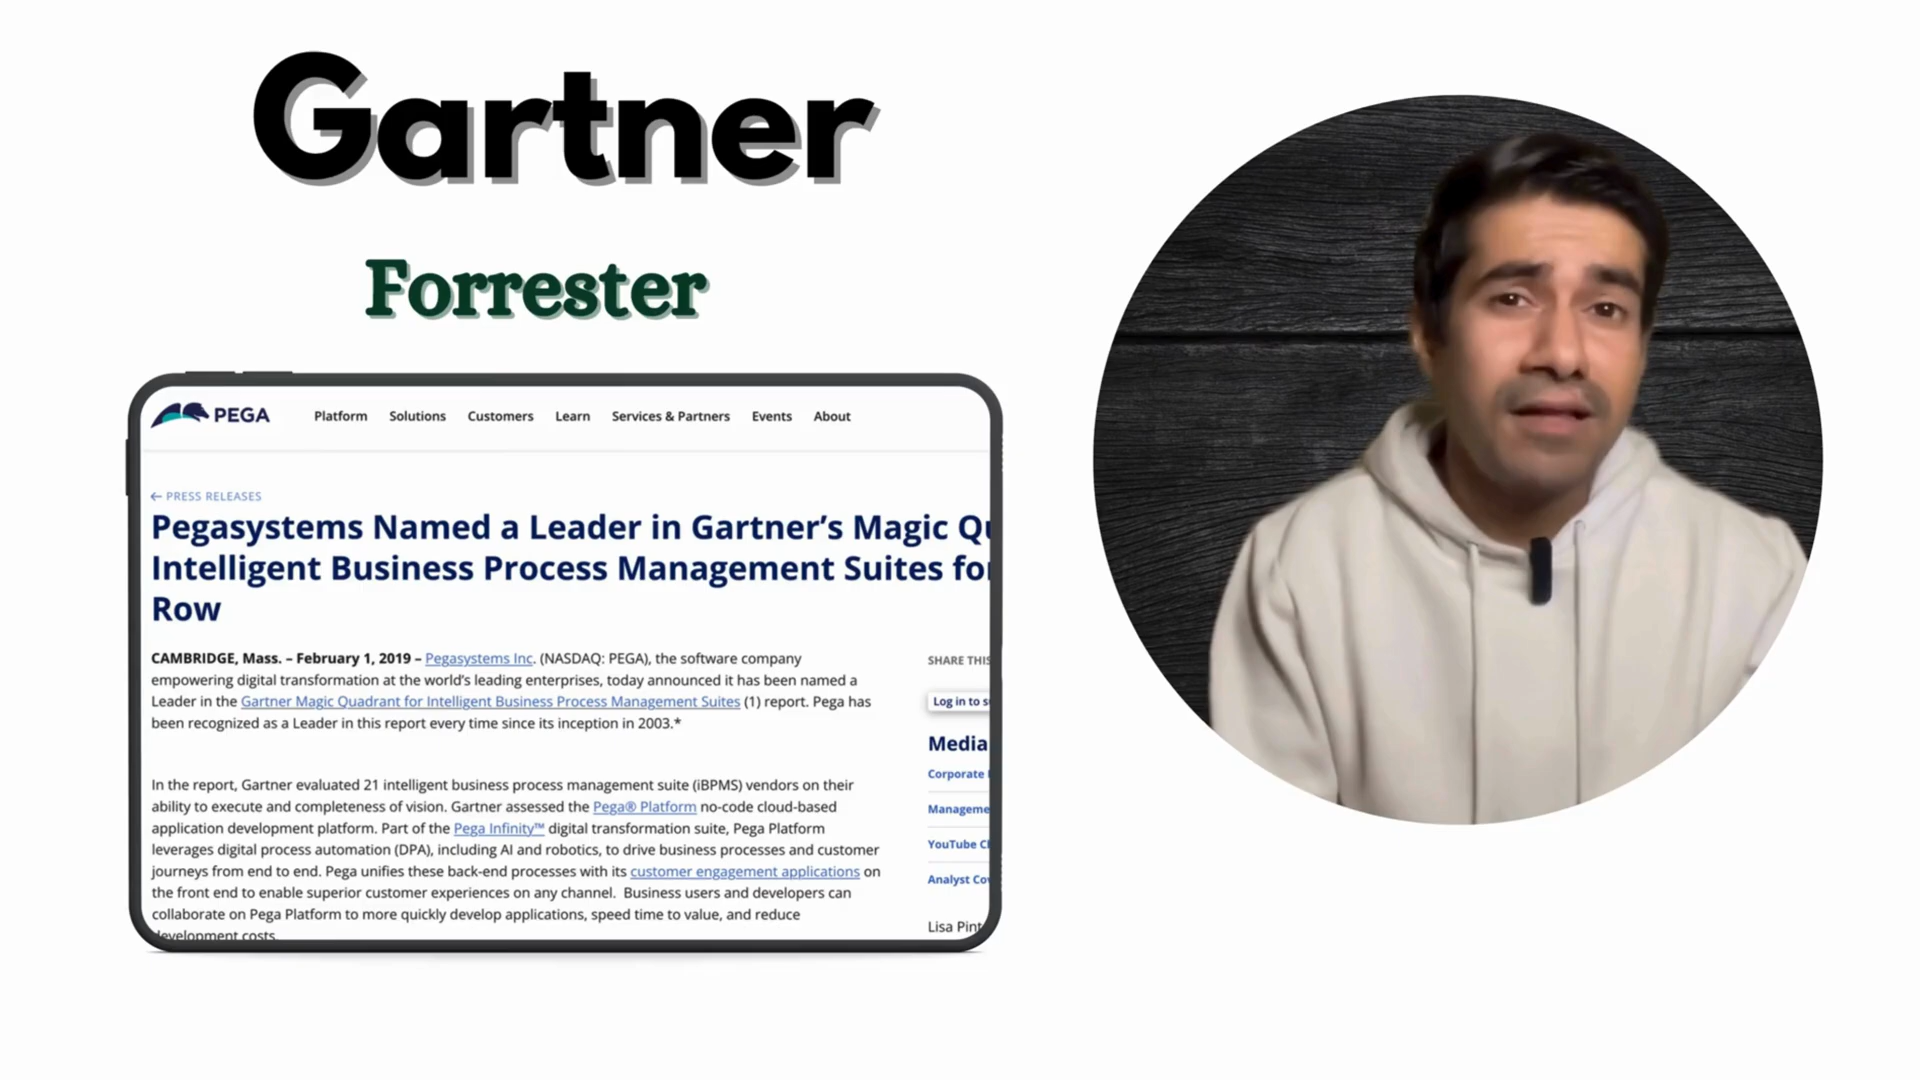 Gartner
Forrester
PEGA
Platform Solutions Customers Learn Services & Partners Events About
← PRESS RELEASES
Pegasystems Named a Leader in Gartner’s Magic
Intelligent Business Process Management Suites
Row
CAMBRIDGE, Mass. – February 1, 2019 – Pegasystems Inc. (NASDAQ: PEGA), the software company
empowering digital transformation at the world’s leading enterprises, today announced it has been named a
Leader in the Gartner Magic Quadrant for Intelligent Business Process Management Suites (1) report. Pega has
been recognized as a Leader in this report every time since its inception in 2003.*
In the report, Gartner evaluated 21 intelligent business process management suite (iBPMS) vendors on their
ability to execute and completeness of vision. Gartner assessed the Pega® Platform no-code cloud-based
application development platform. Part of the Pega Infinity™ digital transformation suite, Pega Platform
leverages digital process automation (DPA), including AI and robotics, to drive business processes and customer
journeys from end to end. Pega unifies these back-end processes with its customer engagement applications on
the front end to enable superior customer experiences on any channel. Business users and developers can
collaborate on Pega Platform to more quickly develop applications, speed time to value, and reduce
development costs.
SHARE THIS
Log in to
Media
Corporate
YouTube
Analyst
Lisa